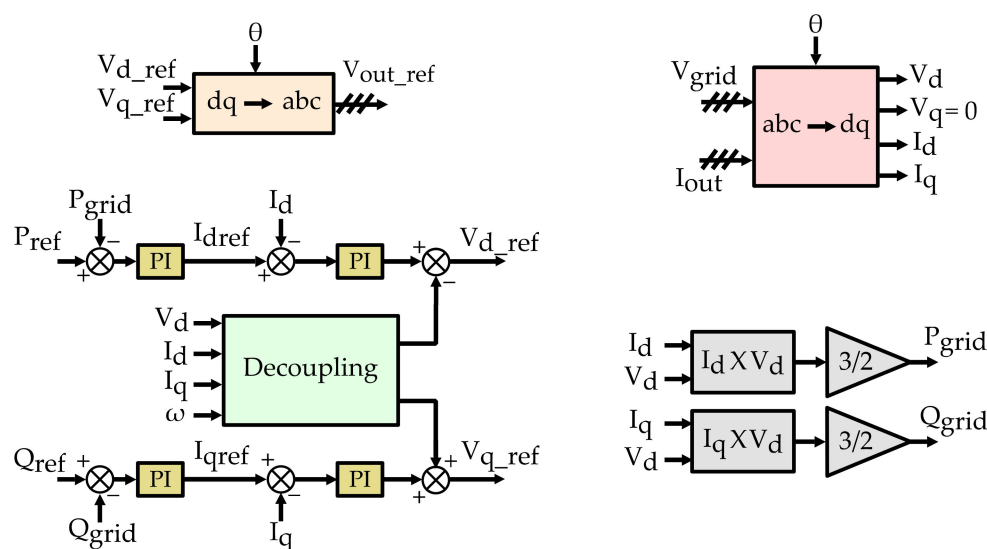 θ
V_d_ref
V_q_ref
dq → abc
V_out_ref
θ
V_grid
I_out
abc → dq
V_d
V_q = 0
I_d
I_q
P_grid
I_d
P_ref
−
+
PI
I_dref
−
+
PI
+
−
V_d_ref
V_d
I_d
I_q
ω
Decoupling
Q_ref
+
−
PI
I_qref
+
−
PI
+
+
V_q_ref
Q_grid
I_q
I_d
V_d
I_d X V_d
3/2
P_grid
I_q
V_d
I_q X V_d
3/2
Q_grid